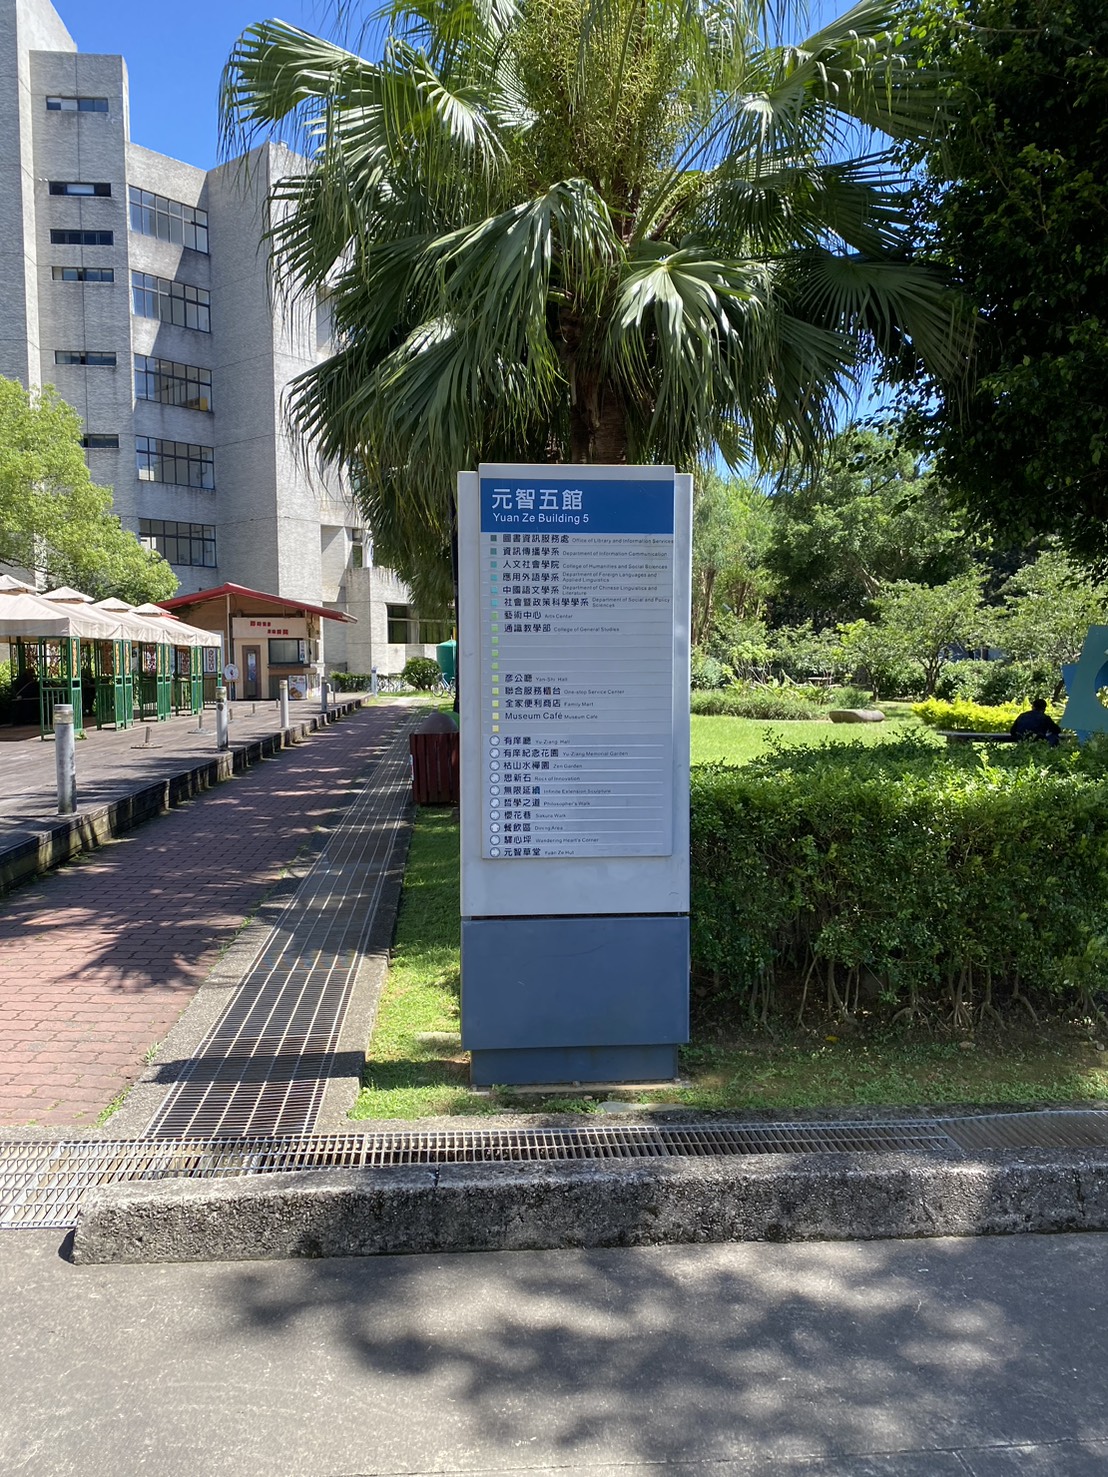 元智五館
Yuan Ze Building 5
圖書資訊服務處 Office of Library and Information Services
資訊傳播學系 Department of Information Communication
人文社會學院 College of Humanities and Social Sciences
應用外語學系 Department of Foreign Languages and Applied Linguistics
中國語文學系 Department of Chinese Linguistics and Literature
社會暨政策科學學系 Department of Social and Policy Sciences
藝術中心 Arts Center
通識教學部 College of General Studies
彥公廳 Yan-Shi Hall
聯合服務櫃台 One-stop Service Center
全家便利商店 Family Mart
Museum Café Museum Café
有庠廳 Yu-Ziang Hall
有庠紀念花園 Yu-Ziang Memorial Garden
枯山水禪園 Zen Garden
思新石 Rock of Innovation
無限延續 Infinite Extension Sculpture
哲學之道 Philosopher's Walk
櫻花巷 Sakura Walk
餐飲區 Dining Area
驛心坪 Wandering Heart's Corner
元智草堂 Yuan Ze Hut